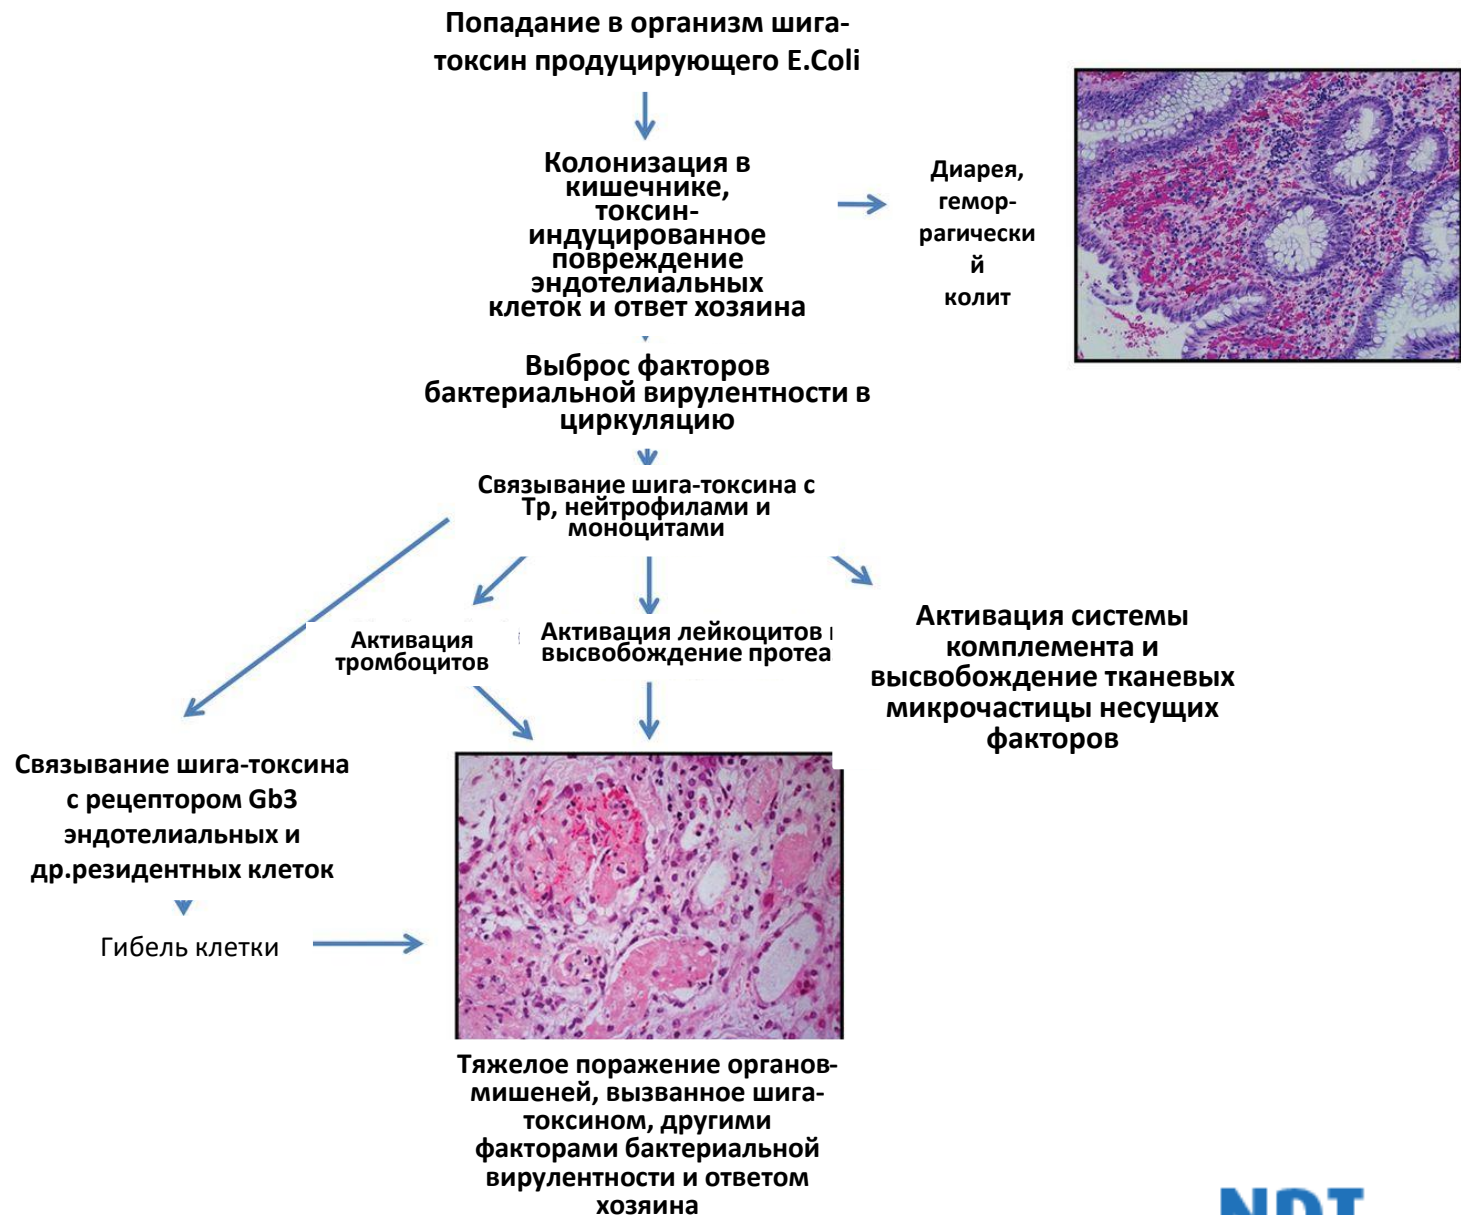 Попадание в организм шига-
токсин продуцирующего E.Coli
Колонизация в
кишечнике,
токсин-
индуцированное
повреждение
эндотелиальных
клеток и ответ хозяина
Диарея,
гемор-
рагически
й
колит
Выброс факторов
бактериальной вирулентности в
циркуляцию
Связывание шига-токсина с
Тр, нейтрофилами и
моноцитами
Активация
тромбоцитов
Активация лейкоцитов
высвобождение протеа
Активация системы
комплемента и
высвобождение тканевых
микрочастицы несущих
факторов
Связывание шига-токсина
с рецептором Gb3
эндотелиальных и
др.резидентных клеток
Гибель клетки
Тяжелое поражение органов-
мишеней, вызванное шига-
токсином, другими
факторами бактериальной
вирулентности и ответом
хозяина
NDT